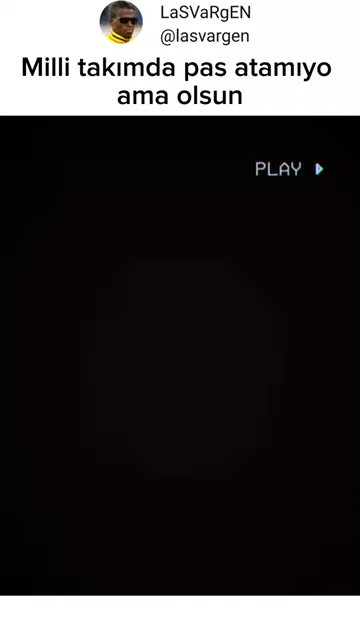 LaSVaRgEN
@lasvargen
Milli takımda pas atamıyo
ama olsun
PLAY